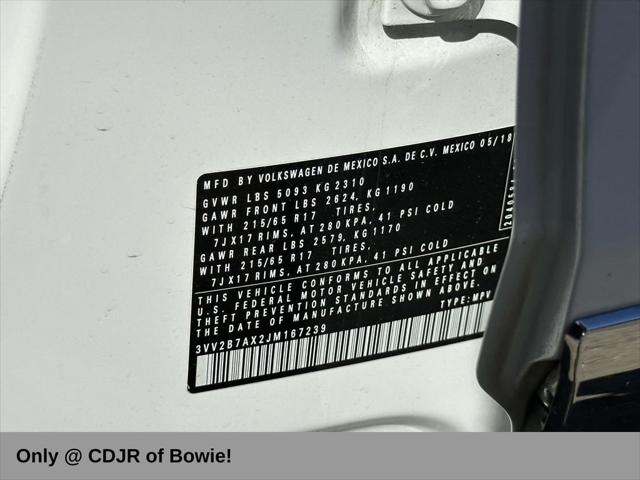 MFD BY VOLKSWAGEN DE MEXICO S.A. DE C.V. MEXICO 05/18
GVWR LBS 5093 KG 2310
GAWR FRONT LBS 2624, KG 1190
WITH 215/65 R17 TIRES,
7JX17 RIMS, AT 280 KPA, 41 PSI COLD
GAWR REAR LBS 2579, KG 1170
WITH 215/65 R17 TIRES,
7JX17 RIMS, AT 280 KPA, 41 PSI COLD
THIS VEHICLE CONFORMS TO ALL APPLICABLE
U.S. FEDERAL MOTOR VEHICLE SAFETY AND
THEFT PREVENTION STANDARDS IN EFFECT ON
THE DATE OF MANUFACTURE SHOWN ABOVE.
3VV2B7AX2JM167239 TYPE: MPV
Only @ CDJR of Bowie!